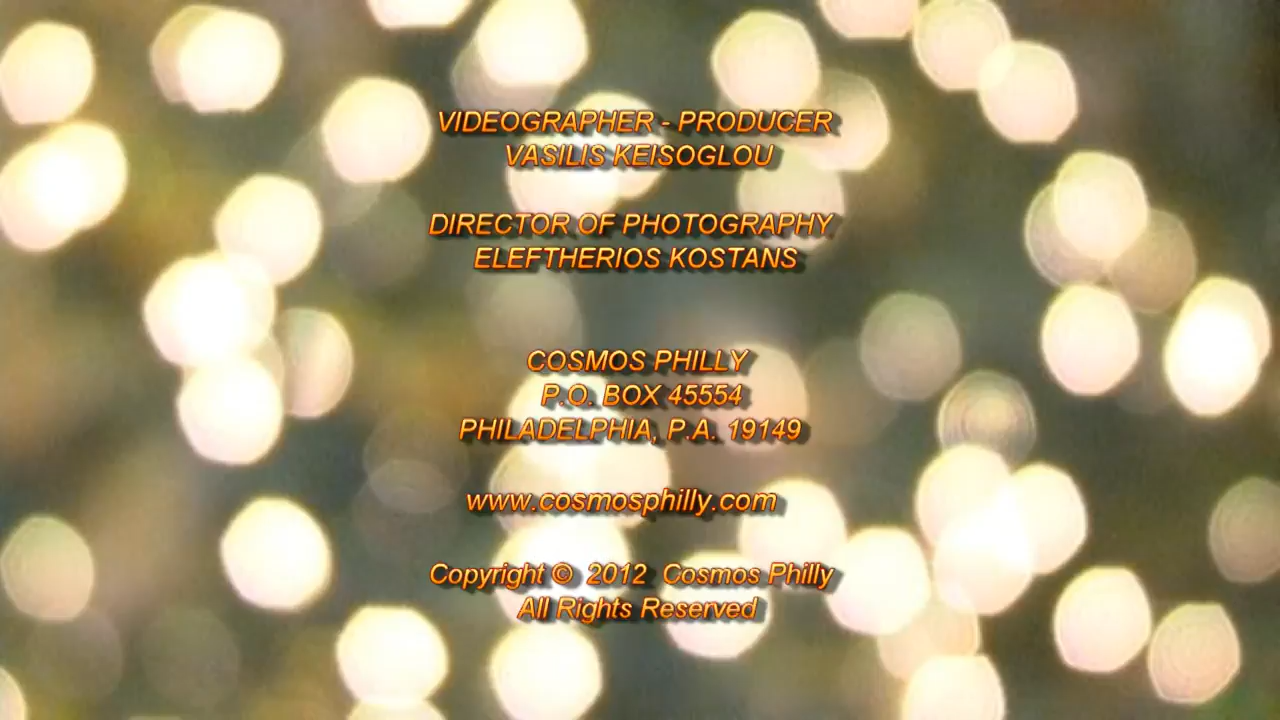 VIDEOGRAPHER - PRODUCER
VASILIS KEISOGLOU
DIRECTOR OF PHOTOGRAPHY
ELEFTHERIOS KOSTANS
COSMOS PHILLY
P.O. BOX 45554
PHILADELPHIA, P.A. 19149
www.cosmosphilly.com
Copyright © 2012 Cosmos Philly
All Rights Reserved